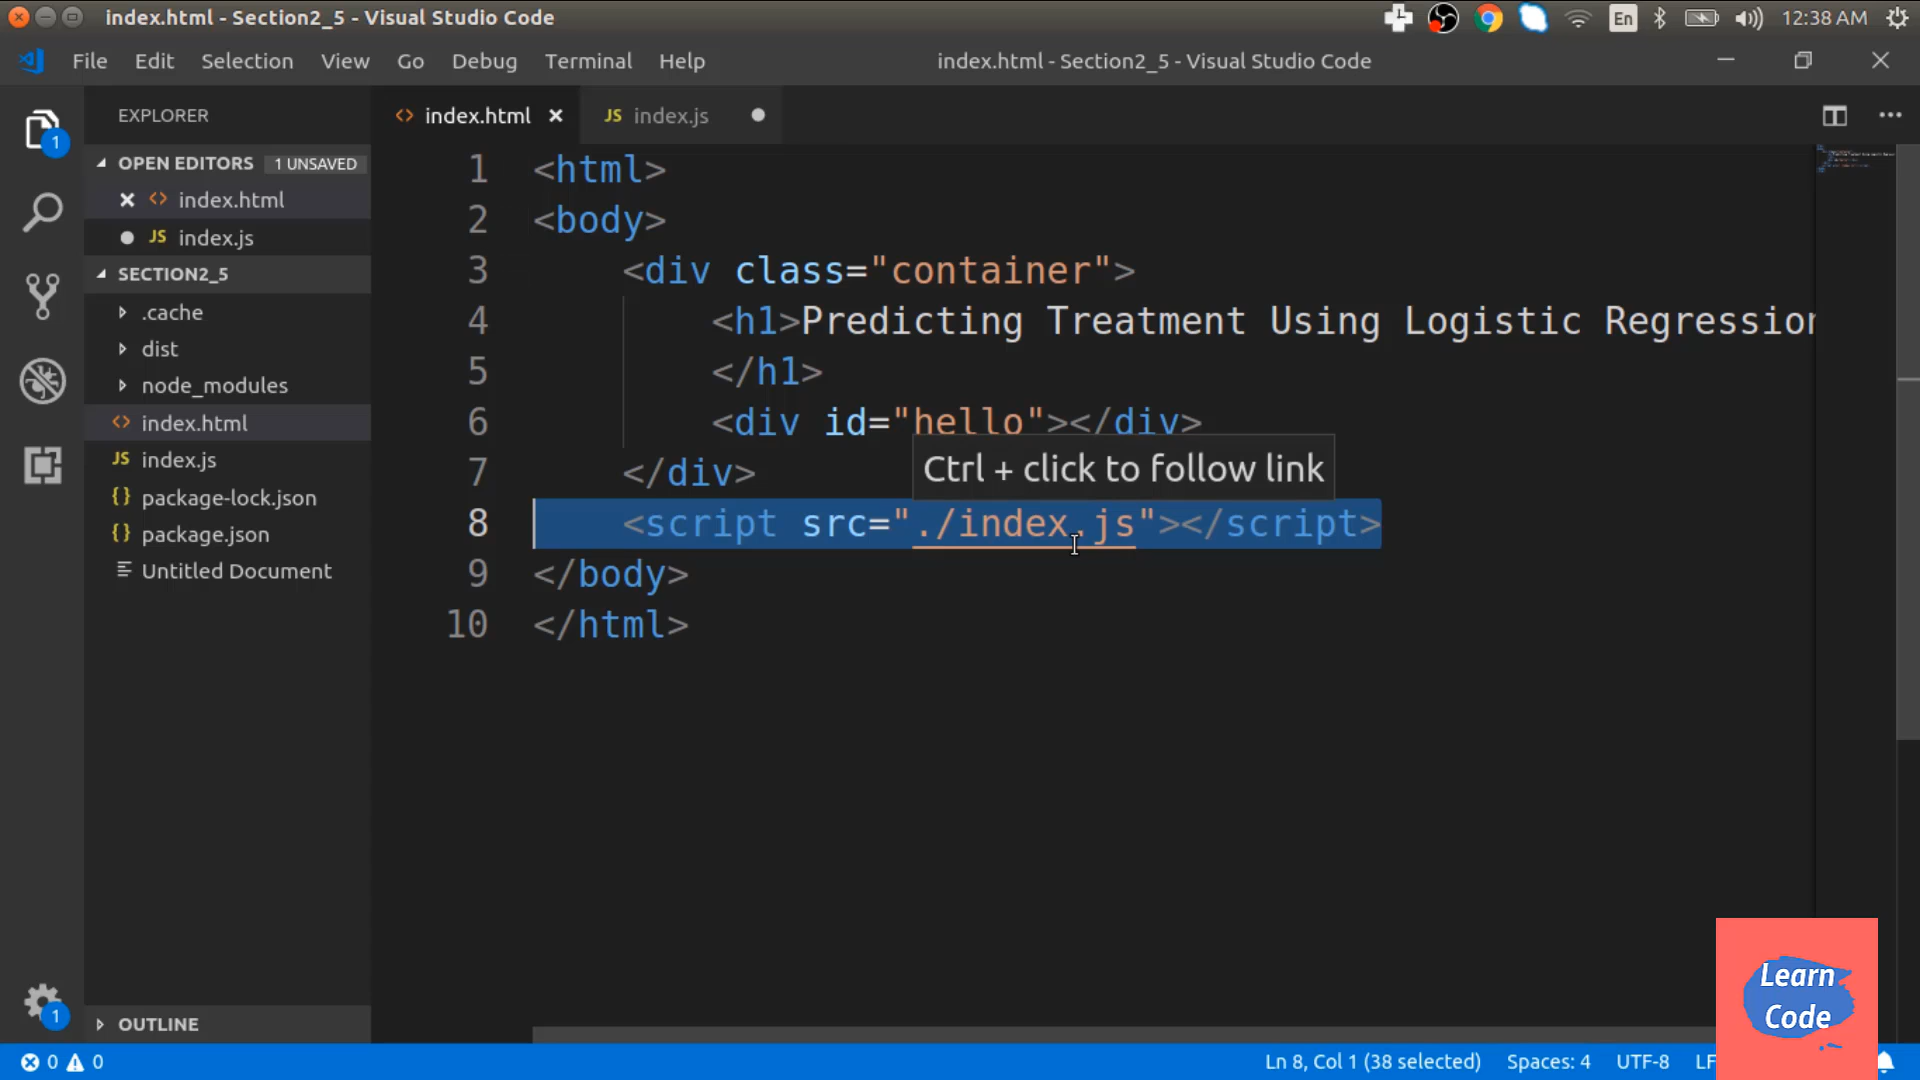 index.html - Section2_5 - Visual Studio Code
En
12:38 AM
File Edit Selection View Go Debug Terminal Help
index.html - Section2_5 - Visual Studio Code
1
EXPLORER
OPEN EDITORS 1 UNSAVED
index.html
JS index.js
SECTION2_5
.cache
dist
node_modules
index.html
JS index.js
{} package-lock.json
{} package.json
Untitled Document
OUTLINE
1
index.html
JS index.js
1 <html>
2 <body>
3 <div class="container">
4 <h1>Predicting Treatment Using Logistic Regression
5 </h1>
6 <div id="hello"></div>
Ctrl + click to follow link
7 </div>
8 <script src="./index.js"></script>
9 </body>
10 </html>
Learn
Code
0 0
Ln 8, Col 1 (38 selected) Spaces: 4 UTF-8 LF